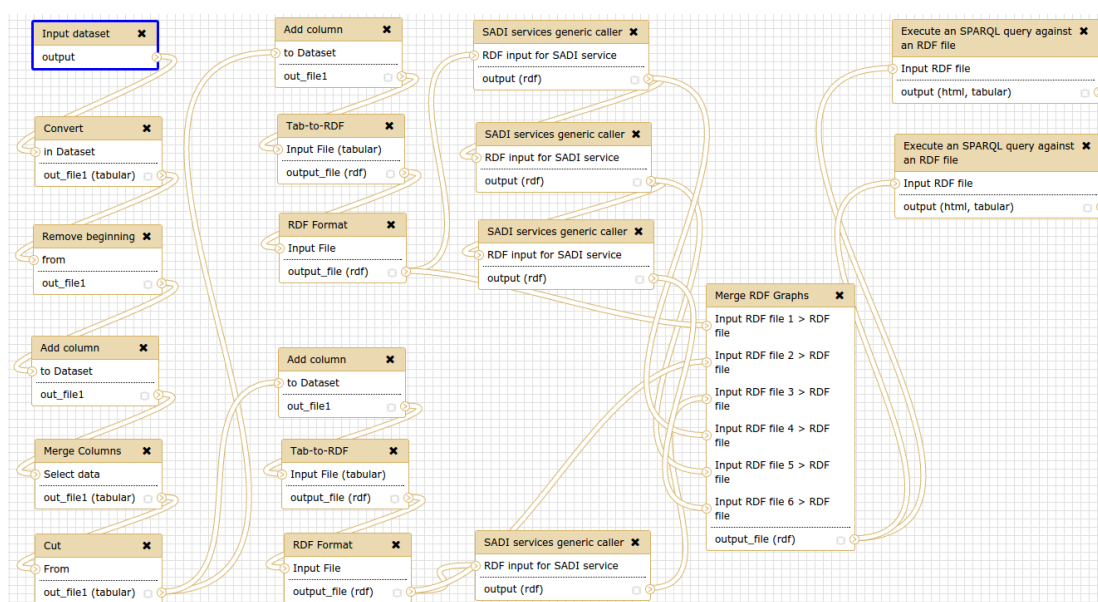 Input dataset
output
Convert
in Dataset
out_file1 (tabular)
Remove beginning
from
out_file1
Add column
to Dataset
out_file1
Merge Columns
Select data
out_file1 (tabular)
Cut
From
out_file1 (tabular)
Add column
to Dataset
out_file1
Tab-to-RDF
Input File (tabular)
output_file (rdf)
RDF Format
Input File
output_file (rdf)
Add column
to Dataset
out_file1
Tab-to-RDF
Input File (tabular)
output_file (rdf)
RDF Format
Input File
output_file (rdf)
SADI services generic caller
RDF input for SADI service
output (rdf)
SADI services generic caller
RDF input for SADI service
output (rdf)
SADI services generic caller
RDF input for SADI service
output (rdf)
SADI services generic caller
RDF input for SADI service
output (rdf)
Merge RDF Graphs
Input RDF file 1 > RDF
file
Input RDF file 2 > RDF
file
Input RDF file 3 > RDF
file
Input RDF file 4 > RDF
file
Input RDF file 5 > RDF
file
Input RDF file 6 > RDF
file
output_file (rdf)
Execute an SPARQL query against
an RDF file
Input RDF file
output (html, tabular)
Execute an SPARQL query against
an RDF file
Input RDF file
output (html, tabular)